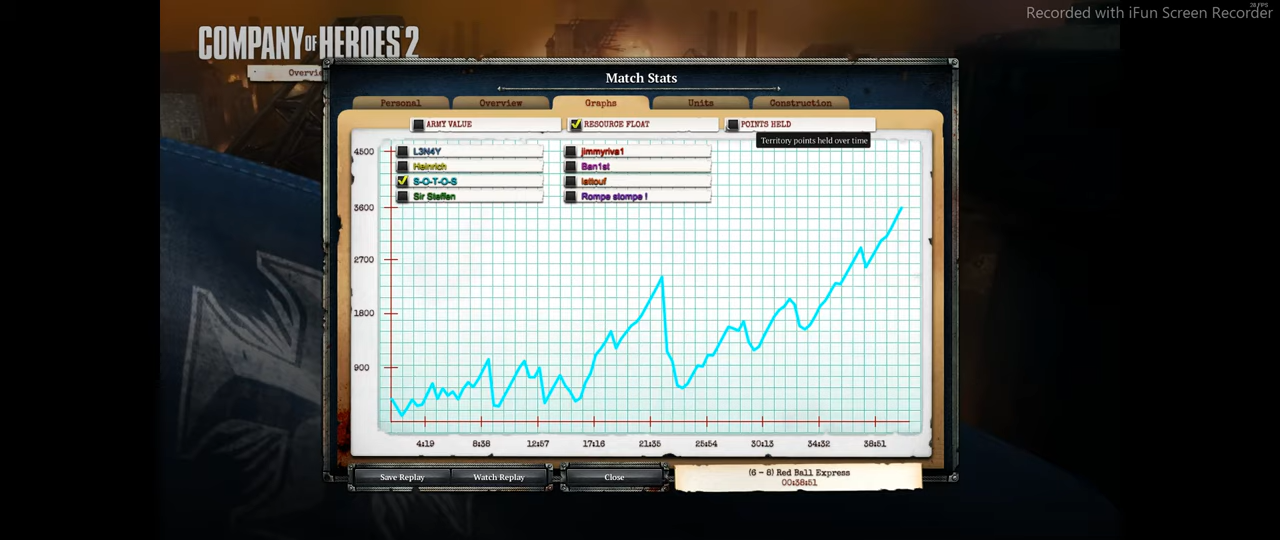 28 FPS
Recorded with iFun Screen Recorder
COMPANY OF HEROES 2
Match Stats
Personal Overview Graphs Units Construction
ARMY VALUE RESOURCE FLOAT POINTS HELD
Territory points held over time
4500 L3N4Y jimmyriva1
Heinrich Ban1st
S-O-T-O-S lattouf
Sir Steffen Rompe stompe !
3600
2700
1800
900
4:19 8:38 12:57 17:16 21:35 25:54 30:13 34:32 38:51
Save Replay Watch Replay Close
(6 - 8) Red Ball Express
00:38:51